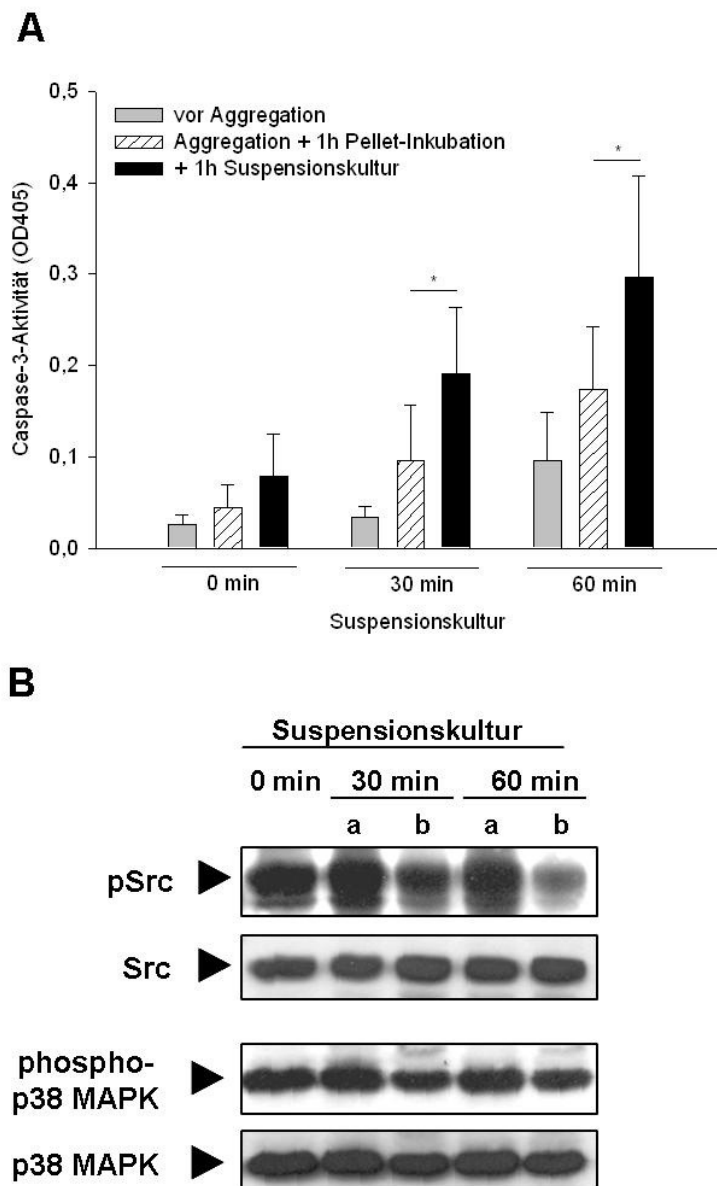 A
0,5
0,4
0,3
0,2
0,1
0,0
Caspase-3-Aktivität (OD405)
vor Aggregation
Aggregation + 1h Pellet-Inkubation
+ 1h Suspensionskultur
*
*
0 min 30 min 60 min
Suspensionskultur
B
Suspensionskultur
0 min 30 min 60 min
a b a b
pSrc
Src
phospho-
p38 MAPK
p38 MAPK